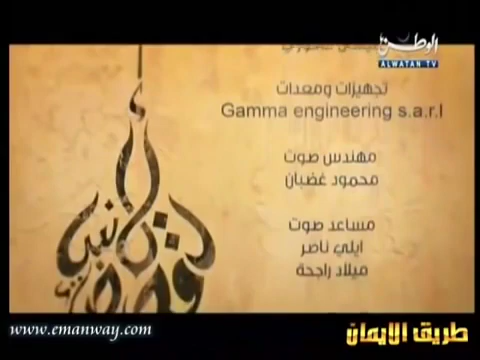 الوطن
ALWATAN TV
تجهيزات ومعدات
Gamma engineering s.a.r.l
مهندس صوت
محمود غضبان
مساعد صوت
ايلي ناصر
ميلاد راجحة
www.emanway.com
طريق الايمان